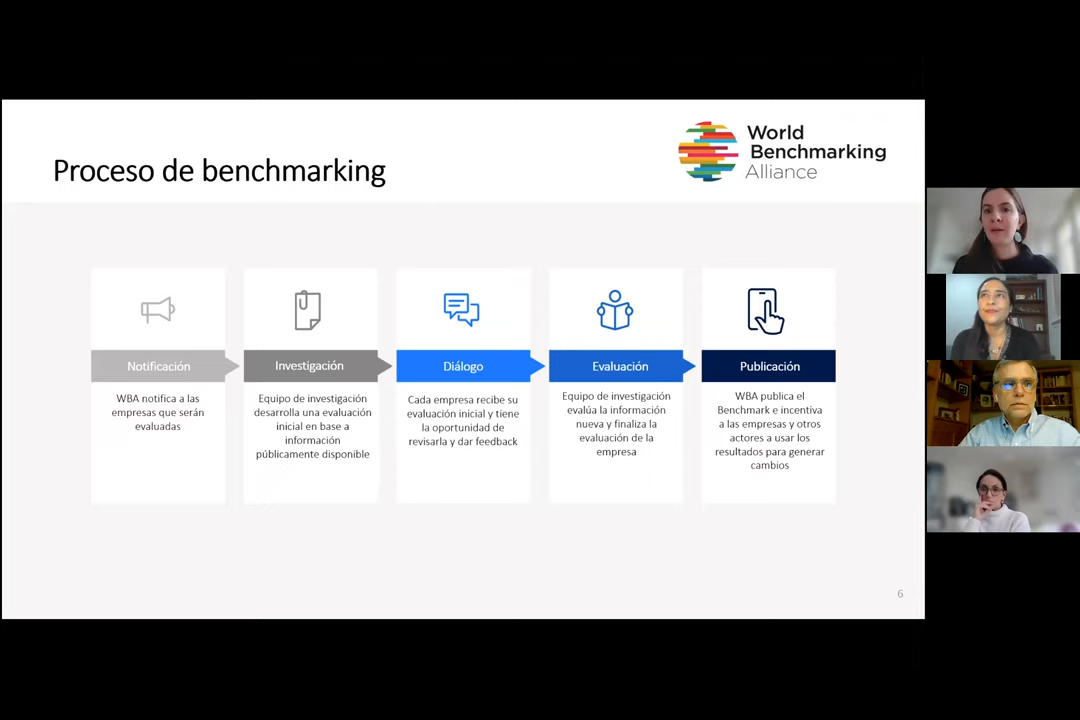 Proceso de benchmarking
World
Benchmarking
Alliance
Notificación
WBA notifica a las
empresas que serán
evaluadas
Investigación
Equipo de investigación
desarrolla una evaluación
inicial en base a
información
públicamente disponible
Diálogo
Cada empresa recibe su
evaluación inicial y tiene
la oportunidad de
revisarla y dar feedback
Evaluación
Equipo de investigación
evalúa la información
nueva y finaliza la
evaluación de la
empresa
Publicación
WBA publica el
Benchmark e incentiva
a las empresas y otros
actores a usar los
resultados para generar
cambios
6